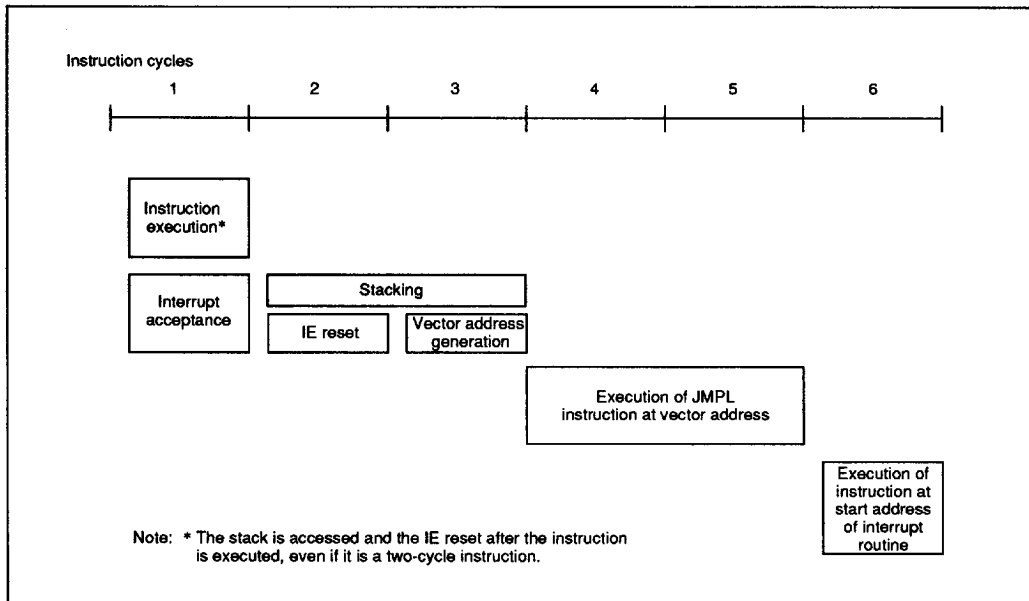 Instruction cycles
1 2 3 4 5 6
Instruction
execution*
Interrupt
acceptance
Stacking
IE reset
Vector address
generation
Execution of JMPL
instruction at vector address
Execution of
instruction at
start address
of interrupt
routine
Note: * The stack is accessed and the IE reset after the instruction
is executed, even if it is a two-cycle instruction.